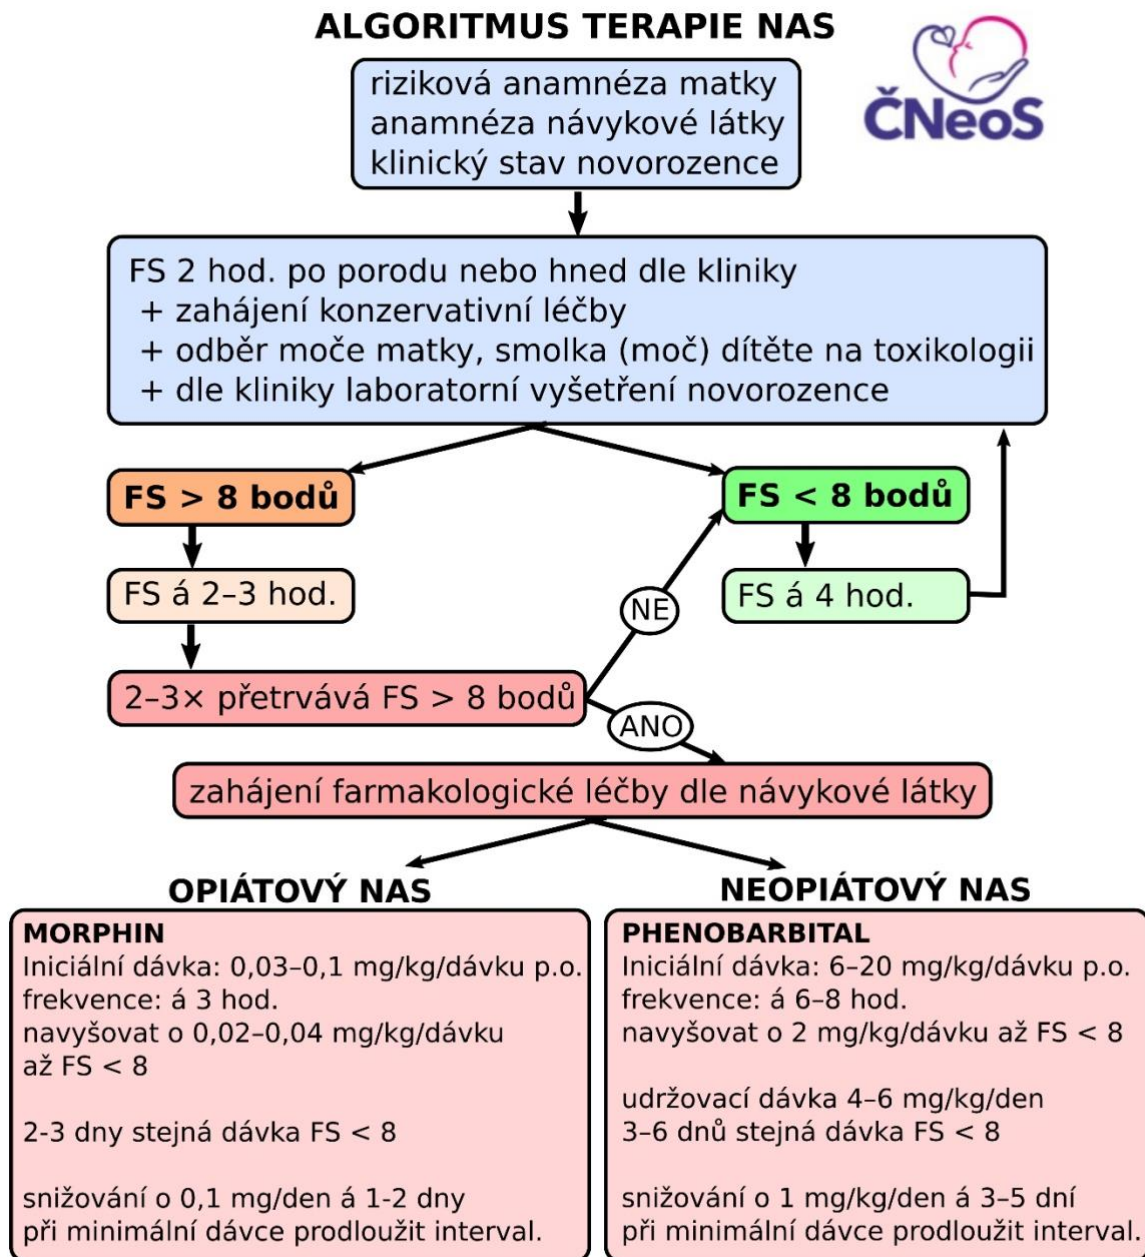 ALGORITMUS TERAPIE NAS
ČNeoS
riziková anamnéza matky
anamnéza návykové látky
klinický stav novorozence
FS 2 hod. po porodu nebo hned dle kliniky
+ zahájení konzervativní léčby
+ odběr moče matky, smolka (moč) dítěte na toxikologii
+ dle kliniky laboratorní vyšetření novorozence
FS > 8 bodů
FS < 8 bodů
FS á 2–3 hod.
FS á 4 hod.
NE
2–3× přetrvává FS > 8 bodů
ANO
zahájení farmakologické léčby dle návykové látky
OPIÁTOVÝ NAS
MORPHIN
Iniciální dávka: 0,03–0,1 mg/kg/dávku p.o.
frekvence: á 3 hod.
navyšovat o 0,02–0,04 mg/kg/dávku
až FS < 8
2-3 dny stejná dávka FS < 8
snižování o 0,1 mg/den á 1-2 dny
při minimální dávce prodloužit interval.
NEOPIÁTOVÝ NAS
PHENOBARBITAL
Iniciální dávka: 6–20 mg/kg/dávku p.o.
frekvence: á 6–8 hod.
navyšovat o 2 mg/kg/dávku až FS < 8
udržovací dávka 4–6 mg/kg/den
3–6 dnů stejná dávka FS < 8
snižování o 1 mg/kg/den á 3–5 dní
při minimální dávce prodloužit interval.